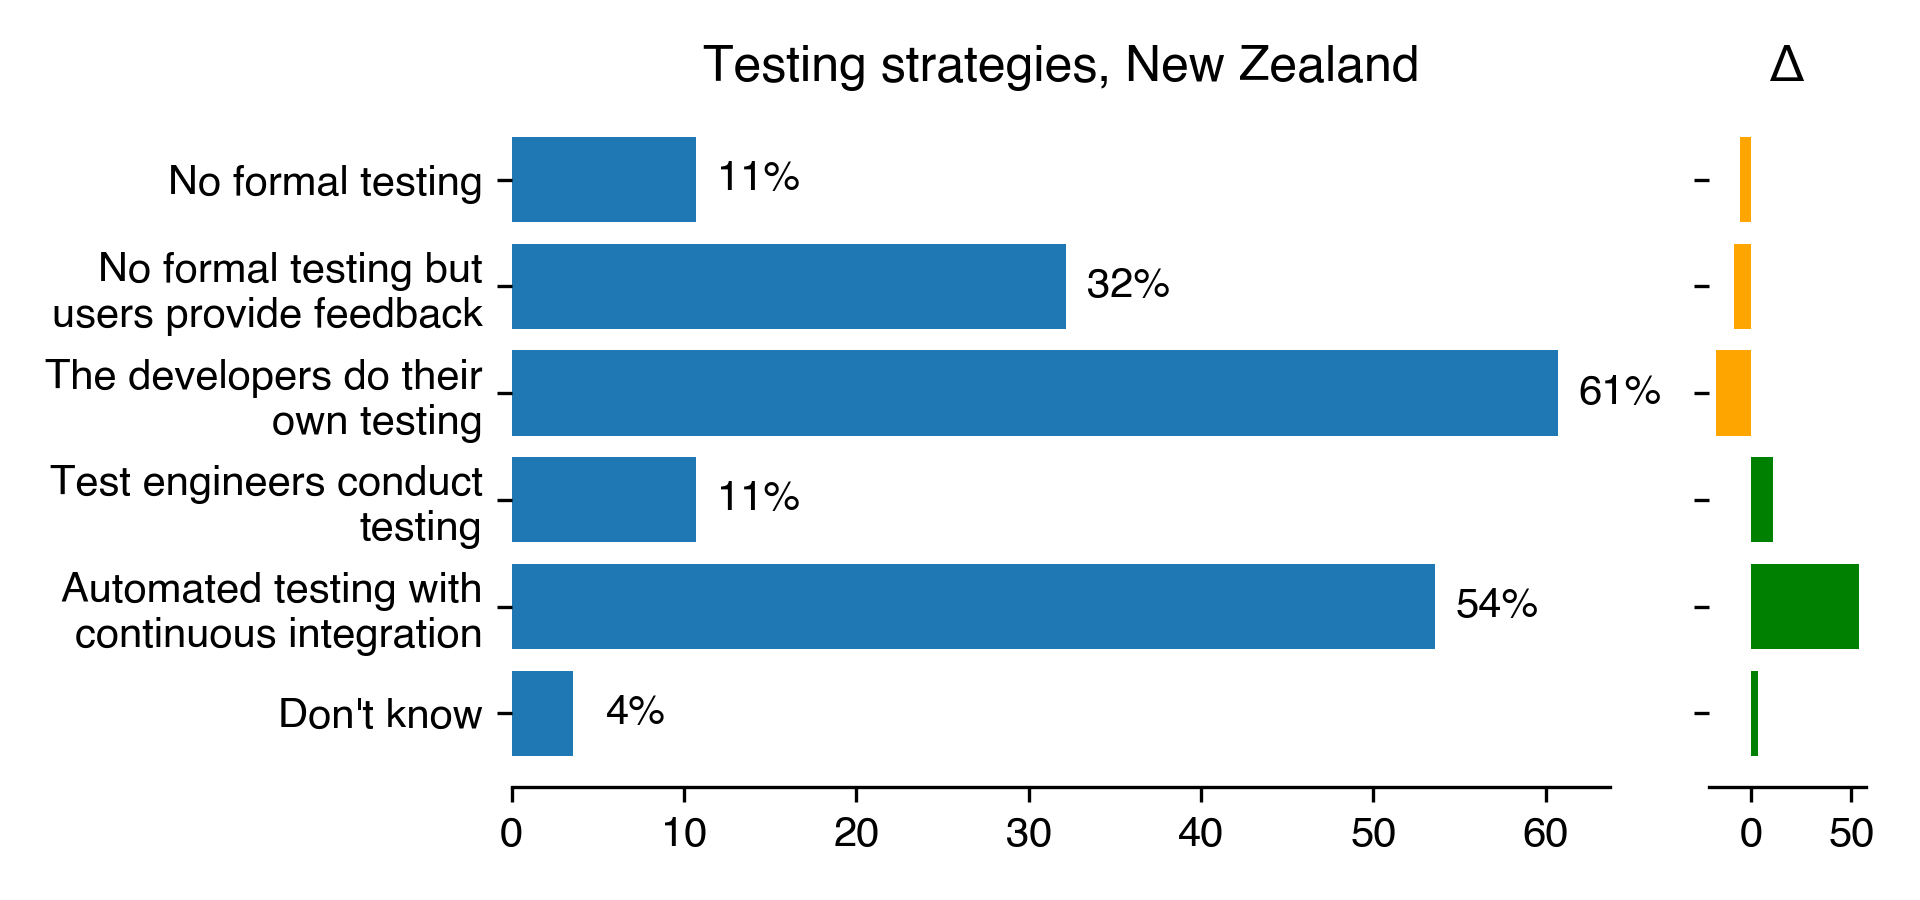 Testing strategies, New Zealand
Δ
No formal testing
11%
No formal testing but
users provide feedback
32%
The developers do their
own testing
61%
Test engineers conduct
testing
11%
Automated testing with
continuous integration
54%
Don't know
4%
0 10 20 30 40 50 60
0 50